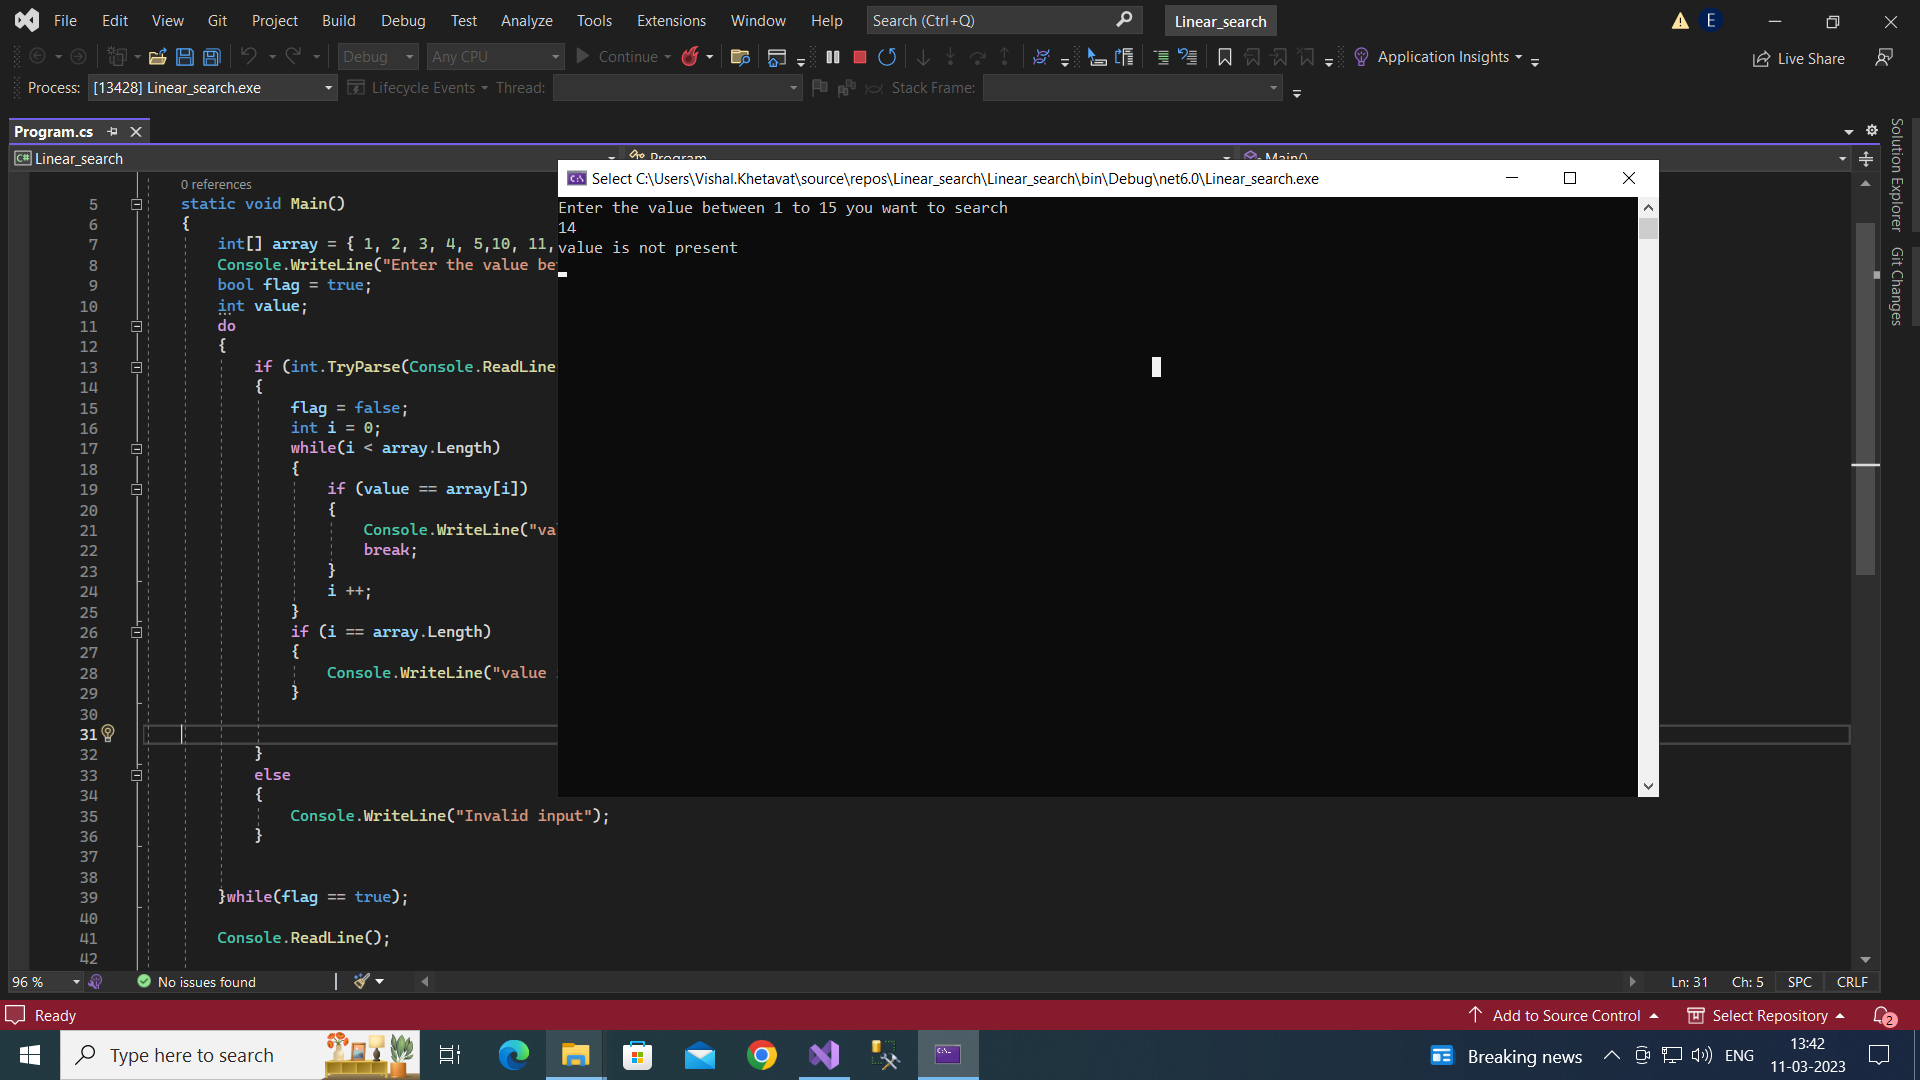 File Edit View Git Project Build Debug Test Analyze Tools Extensions Window Help Search (Ctrl+Q) Linear_search E
Debug Any CPU Continue Application Insights Live Share
Process: [13428] Linear_search.exe Lifecycle Events Thread: Stack Frame:
Program.cs
C# Linear_search Program Main()
Select C:\Users\Vishal.Khetavat\source\repos\Linear_search\Linear_search\bin\Debug\net6.0\Linear_search.exe
Enter the value between 1 to 15 you want to search
14
value is not present
0 references
5 static void Main()
6 {
7 int[] array = { 1, 2, 3, 4, 5,10, 11,
8 Console.WriteLine("Enter the value be
9 bool flag = true;
10 int value;
11 do
12 {
13 if (int.TryParse(Console.ReadLine
14 {
15 flag = false;
16 int i = 0;
17 while(i < array.Length)
18 {
19 if (value == array[i])
20 {
21 Console.WriteLine("va
22 break;
23 }
24 i ++;
25 }
26 if (i == array.Length)
27 {
28 Console.WriteLine("value
29 }
30
31
32 }
33 else
34 {
35 Console.WriteLine("Invalid input");
36 }
37
38
39 }while(flag == true);
40
41 Console.ReadLine();
42
Solution Explorer
Git Changes
96 % No issues found Ln: 31 Ch: 5 SPC CRLF
Ready Add to Source Control Select Repository 2
Type here to search Breaking news ENG 13:42
11-03-2023